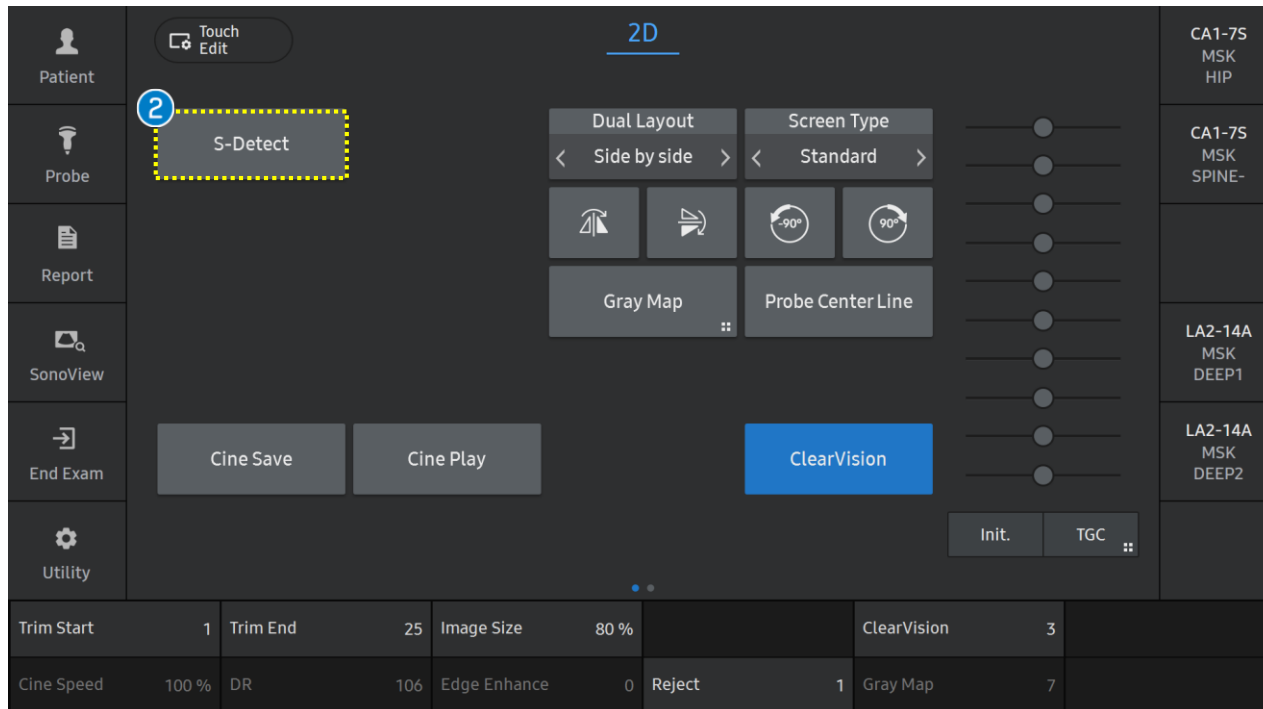 Patient
Probe
Report
SonoView
End Exam
Utility
Touch
Edit
2D
2
S-Detect
Dual Layout
Side by side
Screen Type
Standard
-90°
90°
Gray Map
Probe Center Line
Cine Save
Cine Play
ClearVision
Init.
TGC
CA1-7S
MSK
HIP
CA1-7S
MSK
SPINE-
LA2-14A
MSK
DEEP1
LA2-14A
MSK
DEEP2
Trim Start 1
Trim End 25
Image Size 80 %
ClearVision 3
Cine Speed 100 %
DR 106
Edge Enhance 0
Reject 1
Gray Map 7